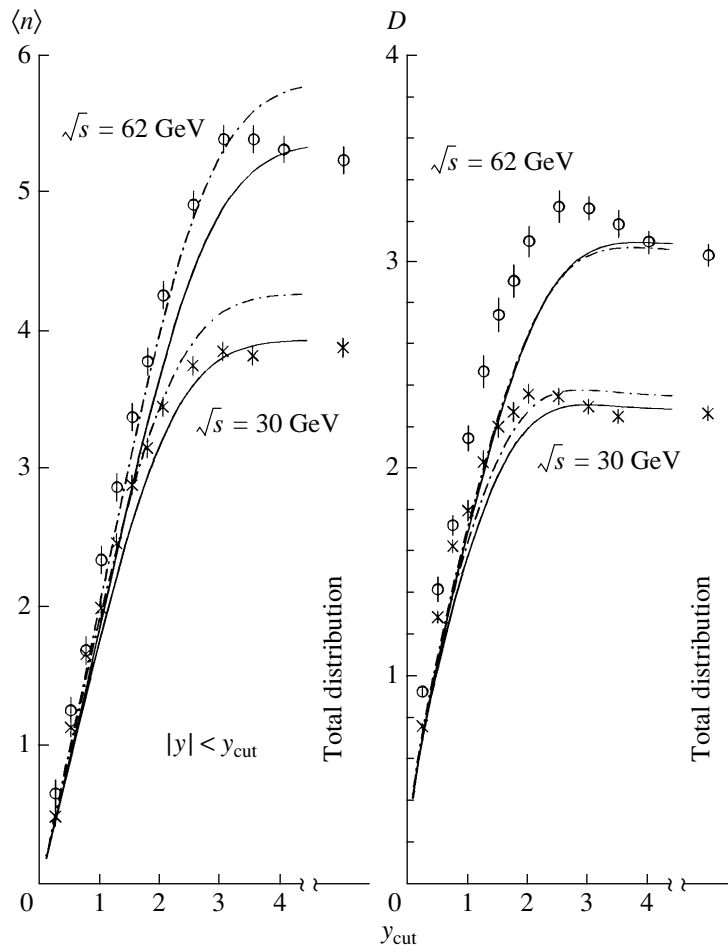 ⟨n⟩
6
5
4
3
2
1
0
1
2
3
4
√s = 62 GeV
√s = 30 GeV
|y| < y_cut
Total distribution
D
4
3
2
1
0
1
2
3
4
√s = 62 GeV
√s = 30 GeV
Total distribution
y_cut